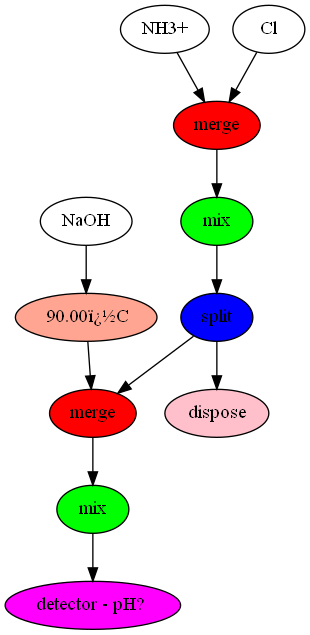 NH3+
Cl
merge
mix
NaOH
90.00ï¿½C
split
merge
dispose
mix
detector - pH?